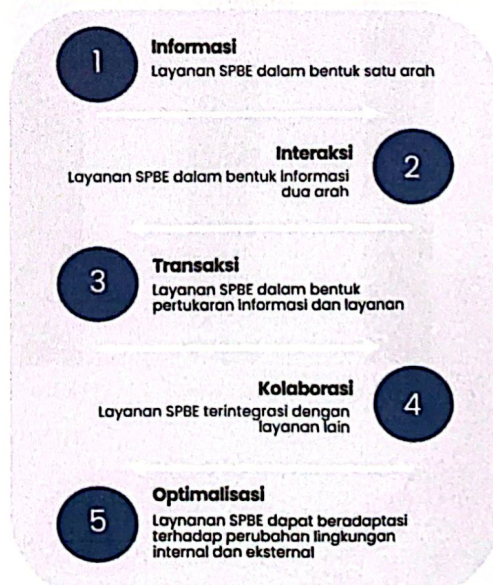 1
Informasi
Layanan SPBE dalam bentuk satu arah
Interaksi
2
Layanan SPBE dalam bentuk Informasi
dua arah
3
Transaksi
Layanan SPBE dalam bentuk
pertukaran Informasi dan layanan
Kolaborasi
4
Layanan SPBE terintegrasi dengan
layanan lain
5
Optimalisasi
Laynanan SPBE dapat beradaptasi
terhadap perubahan lingkungan
internal dan eksternal